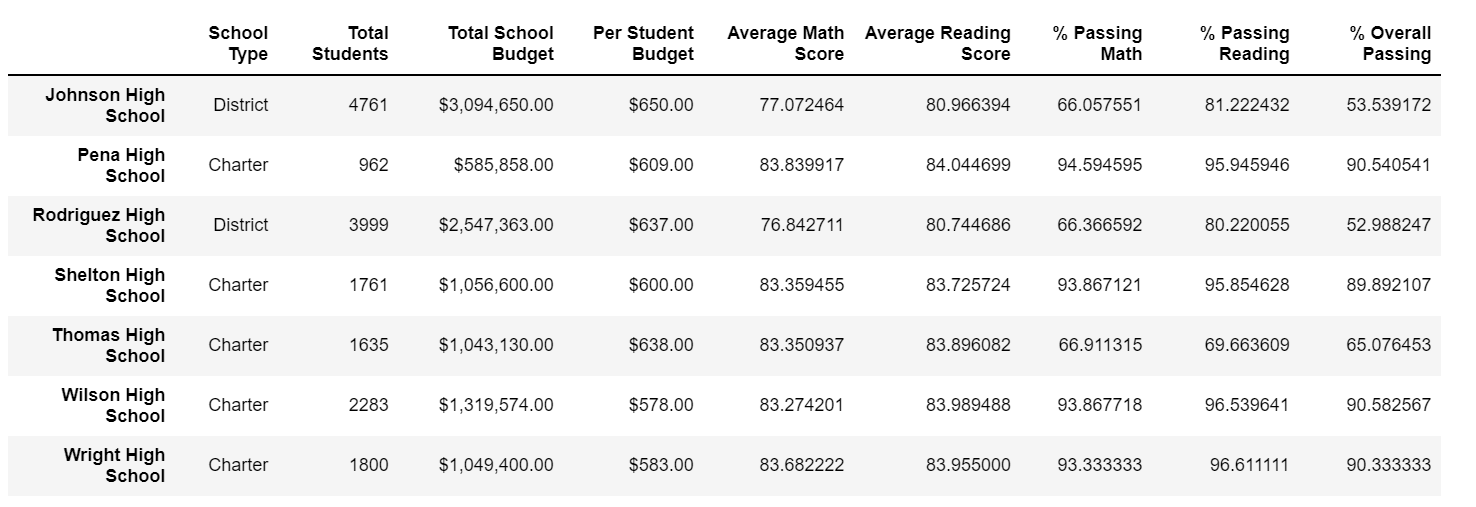 School Type Total Students Total School Budget Per Student Budget Average Math Score Average Reading Score % Passing Math % Passing Reading % Overall Passing
Johnson High School District 4761 $3,094,650.00 $650.00 77.072464 80.966394 66.057551 81.222432 53.539172
Pena High School Charter 962 $585,858.00 $609.00 83.839917 84.044699 94.594595 95.945946 90.540541
Rodriguez High School District 3999 $2,547,363.00 $637.00 76.842711 80.744686 66.366592 80.220055 52.988247
Shelton High School Charter 1761 $1,056,600.00 $600.00 83.359455 83.725724 93.867121 95.854628 89.892107
Thomas High School Charter 1635 $1,043,130.00 $638.00 83.350937 83.896082 66.911315 69.663609 65.076453
Wilson High School Charter 2283 $1,319,574.00 $578.00 83.274201 83.989488 93.867718 96.539641 90.582567
Wright High School Charter 1800 $1,049,400.00 $583.00 83.682222 83.955000 93.333333 96.611111 90.333333